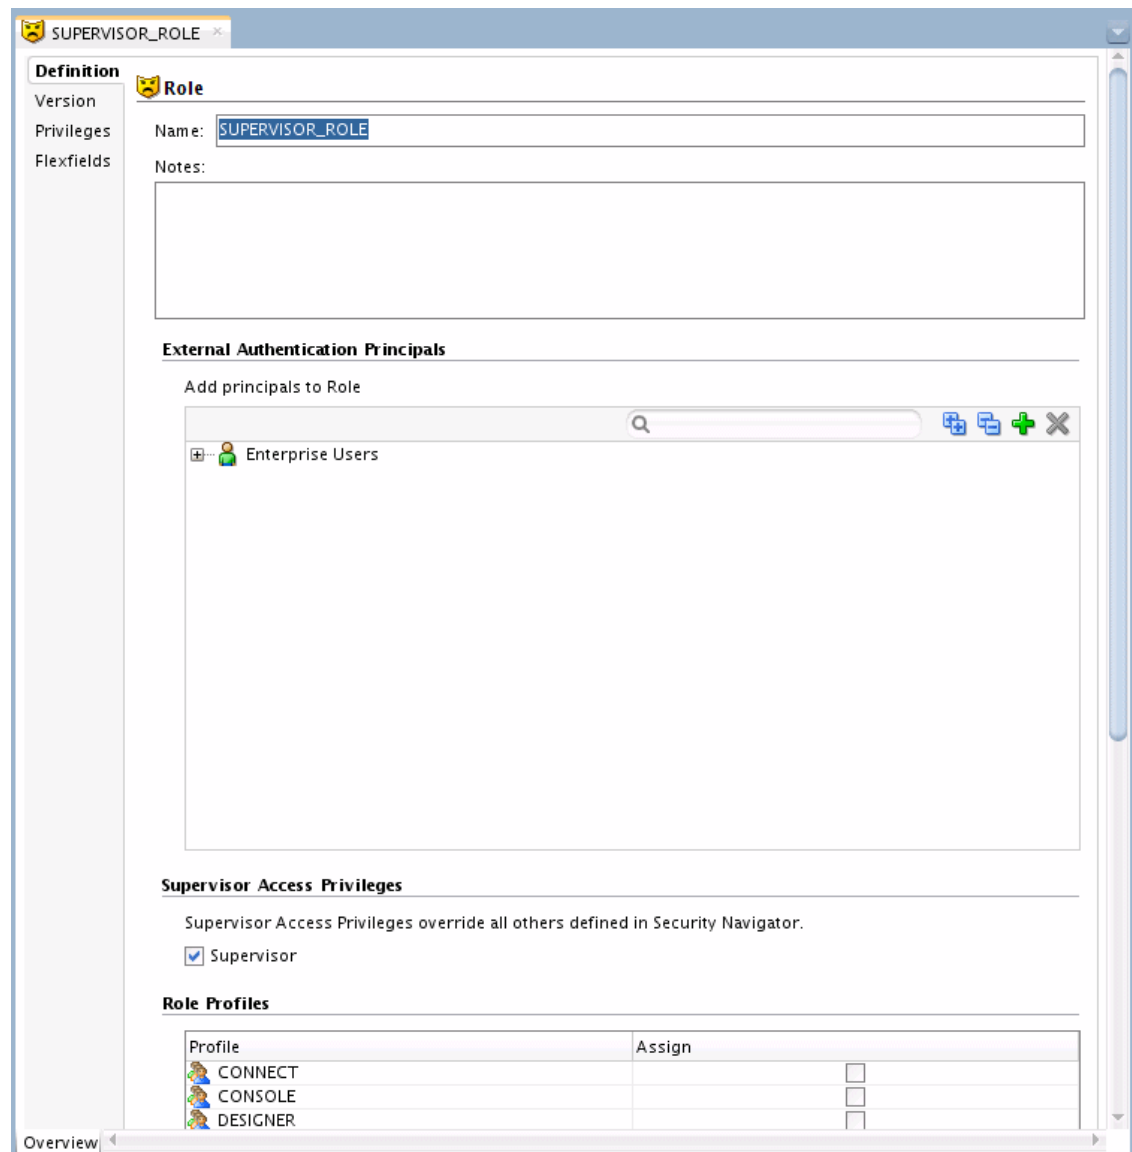 SUPERVISOR_ROLE
Definition
Version
Privileges
Flexfields
Role
Name: SUPERVISOR_ROLE
Notes:
External Authentication Principals
Add principals to Role
Enterprise Users
Supervisor Access Privileges
Supervisor Access Privileges override all others defined in Security Navigator.
Supervisor
Role Profiles
Profile Assign
CONNECT
CONSOLE
DESIGNER
Overview